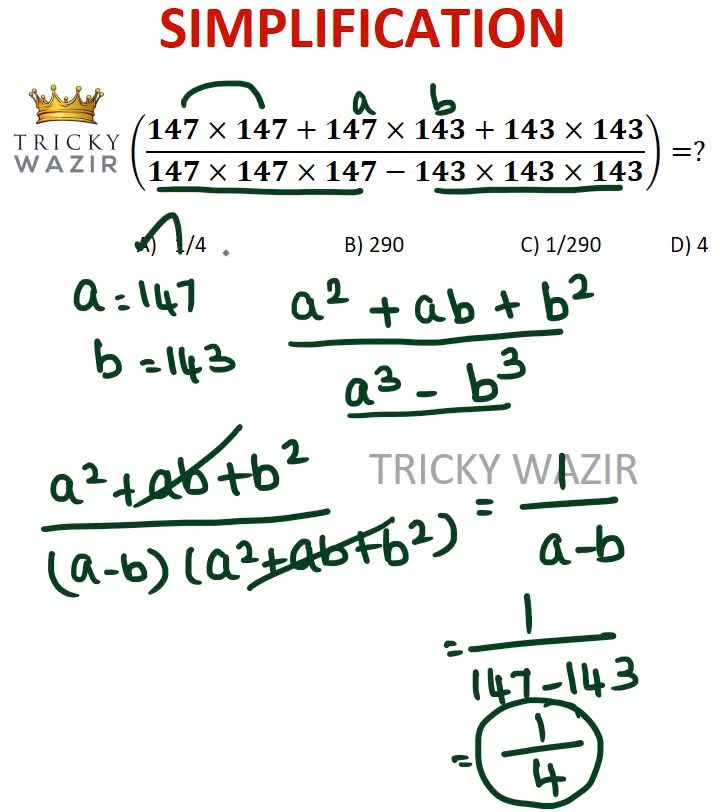 SIMPLIFICATION
TRICKY
WAZIR
a b
(147 × 147 + 147 × 143 + 143 × 143 / 147 × 147 × 147 − 143 × 143 × 143) =?
A) 1/4 B) 290 C) 1/290 D) 4
a = 147
b = 143
a² + ab + b² / a³ - b³
TRICKY WAZIR
a² + ab + b² / (a-b) (a² + ab + b²) = 1 / a-b
= 1 / 147-143
= 1 / 4